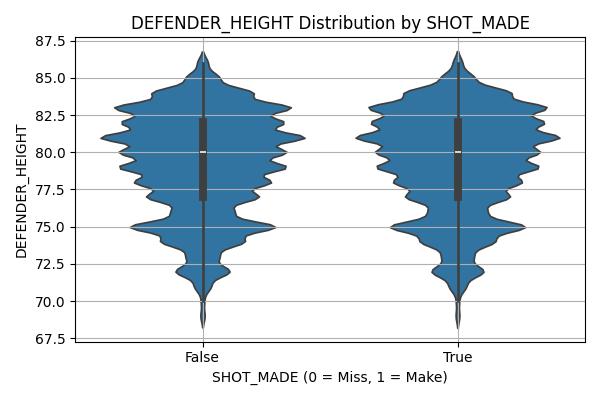 DEFENDER_HEIGHT Distribution by SHOT_MADE
87.5
85.0
82.5
80.0
77.5
75.0
72.5
70.0
67.5
DEFENDER_HEIGHT
False
True
SHOT_MADE (0 = Miss, 1 = Make)